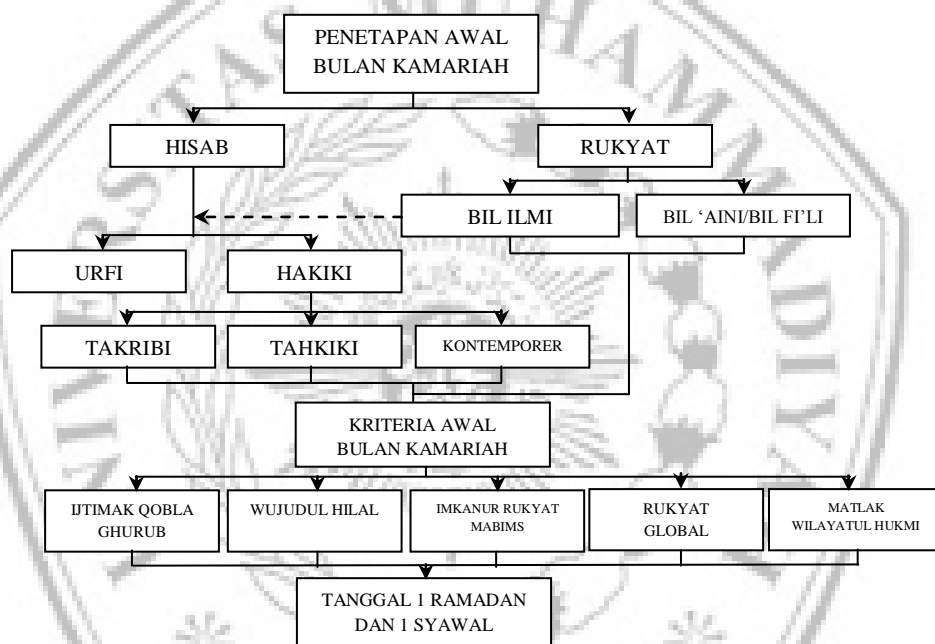 PENETAPAN AWAL
BULAN KAMARIAH
HISAB
RUKYAT
BIL ILMI
BIL ‘AINI/BIL FI’LI
URFI
HAKIKI
TAKRIBI
TAHKIKI
KONTEMPORER
KRITERIA AWAL
BULAN KAMARIAH
IJTIMAK QOBLA
GHURUB
WUJUDUL HILAL
IMKANUR RUKYAT
MABIMS
RUKYAT
GLOBAL
MATLAK
WILAYATUL HUKMI
TANGGAL 1 RAMADAN
DAN 1 SYAWAL